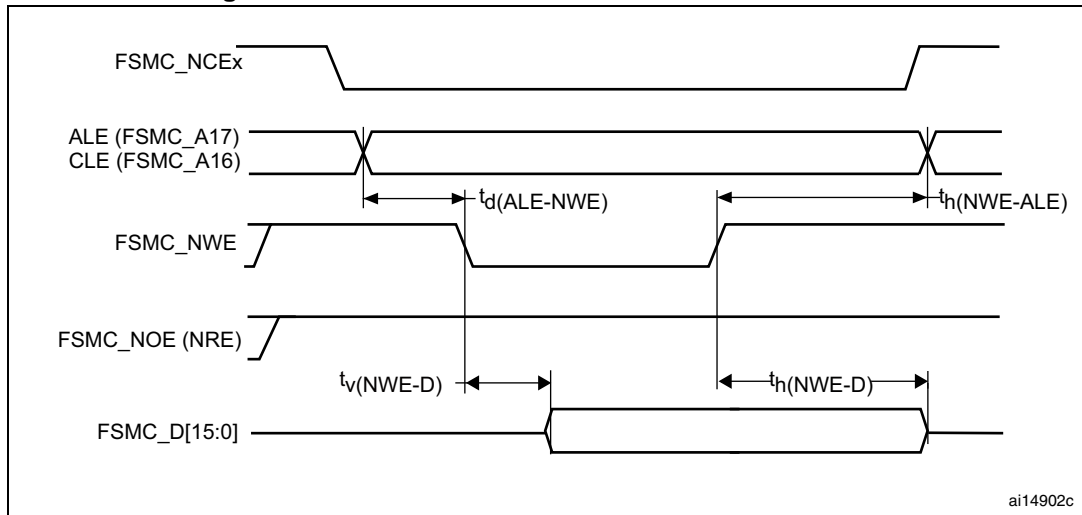 FSMC_NCEx
ALE (FSMC_A17)
CLE (FSMC_A16)
td(ALE-NWE)
th(NWE-ALE)
FSMC_NWE
FSMC_NOE (NRE)
tv(NWE-D)
th(NWE-D)
FSMC_D[15:0]
ai14902c